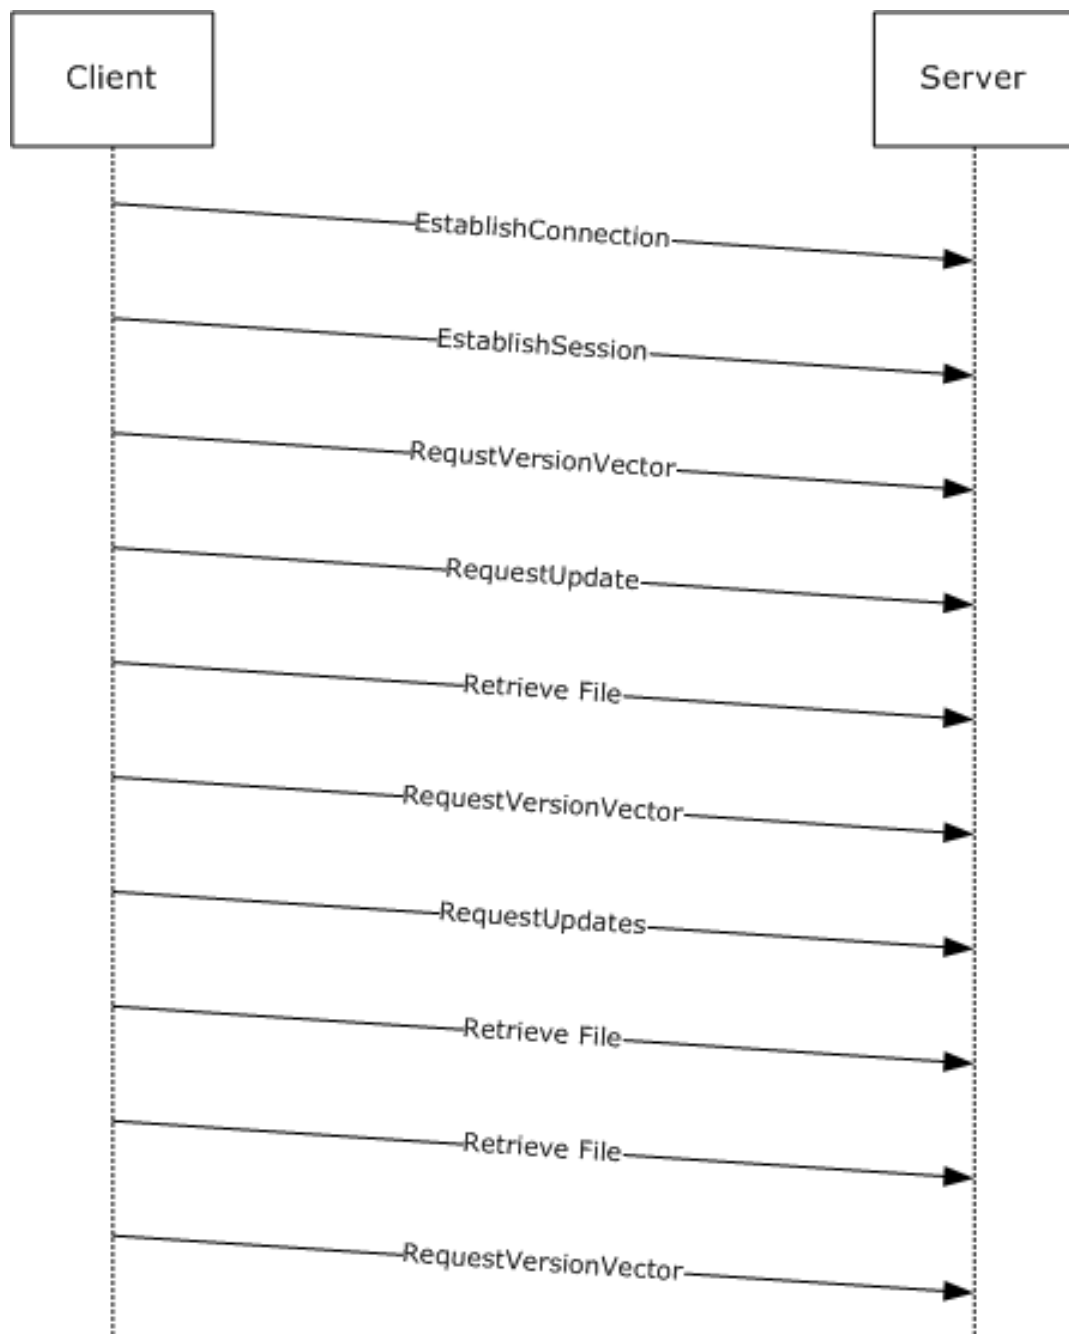 Client
Server
EstablishConnection
EstablishSession
RequstVersionVector
RequestUpdate
Retrieve File
RequestVersionVector
RequestUpdates
Retrieve File
Retrieve File
RequestVersionVector